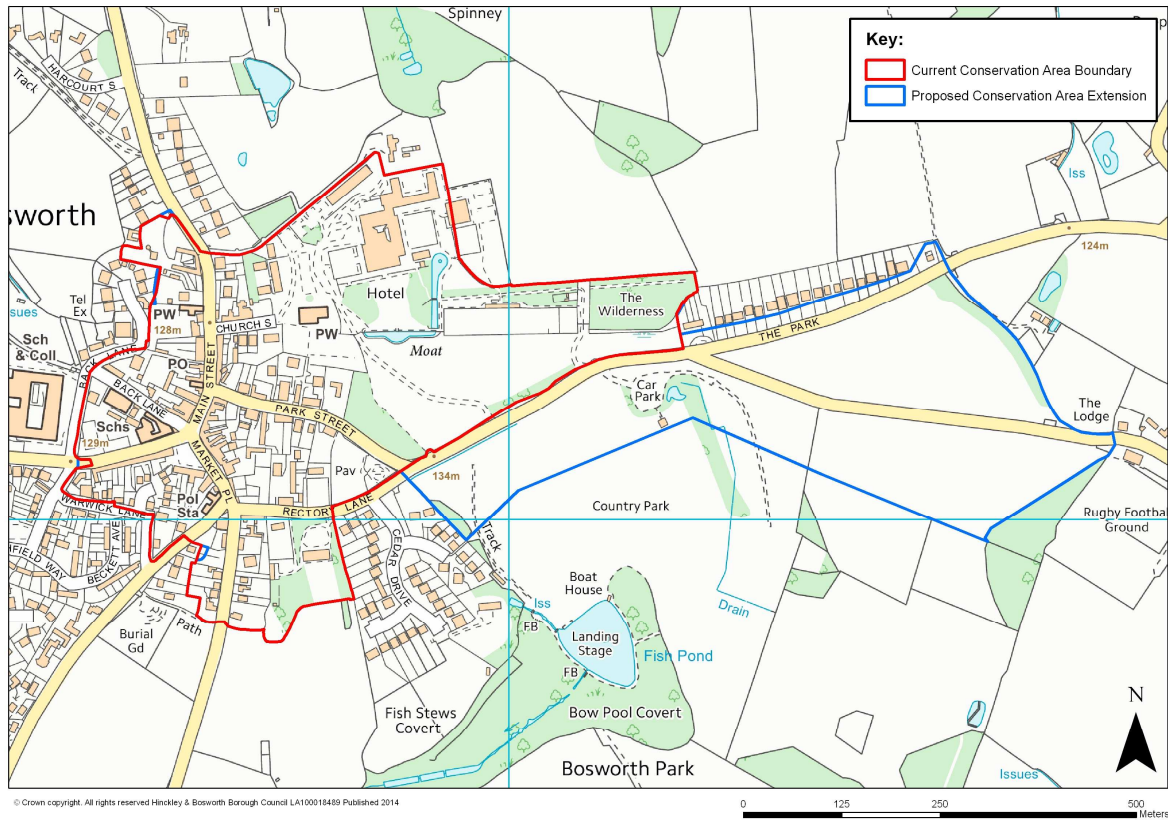 Spinney
Key:
Current Conservation Area Boundary
Proposed Conservation Area Extension
HARCOURT S
Track
Iss
sworth
124m
Tel
Ex
sues
Sch
& Coll
PW
128m
CHURCH S
Hotel
PW
Moat
The
Wilderness
THE PARK
BACK LANE
PO
MAIN STREET
BACK LANE
Schs
PARK STREET
Car
Park
The
Lodge
129m
MARKET PL
Pav
134m
Pol
Sta
WARWICK LANE
RECTORY LANE
Track
Country Park
Rugby Footbal
Ground
HFIELD WAY
BECKETT AVE
CEDAR DRIVE
Boat
House
Iss
FB
Landing
Stage
Drain
Fish Pond
FB
Burial
Gd
Path
Fish Stews
Covert
Bow Pool Covert
N
Bosworth Park
Issues
© Crown copyright. All rights reserved Hinckley & Bosworth Borough Council LA100018489 Published 2014
0 125 250 500
Meters